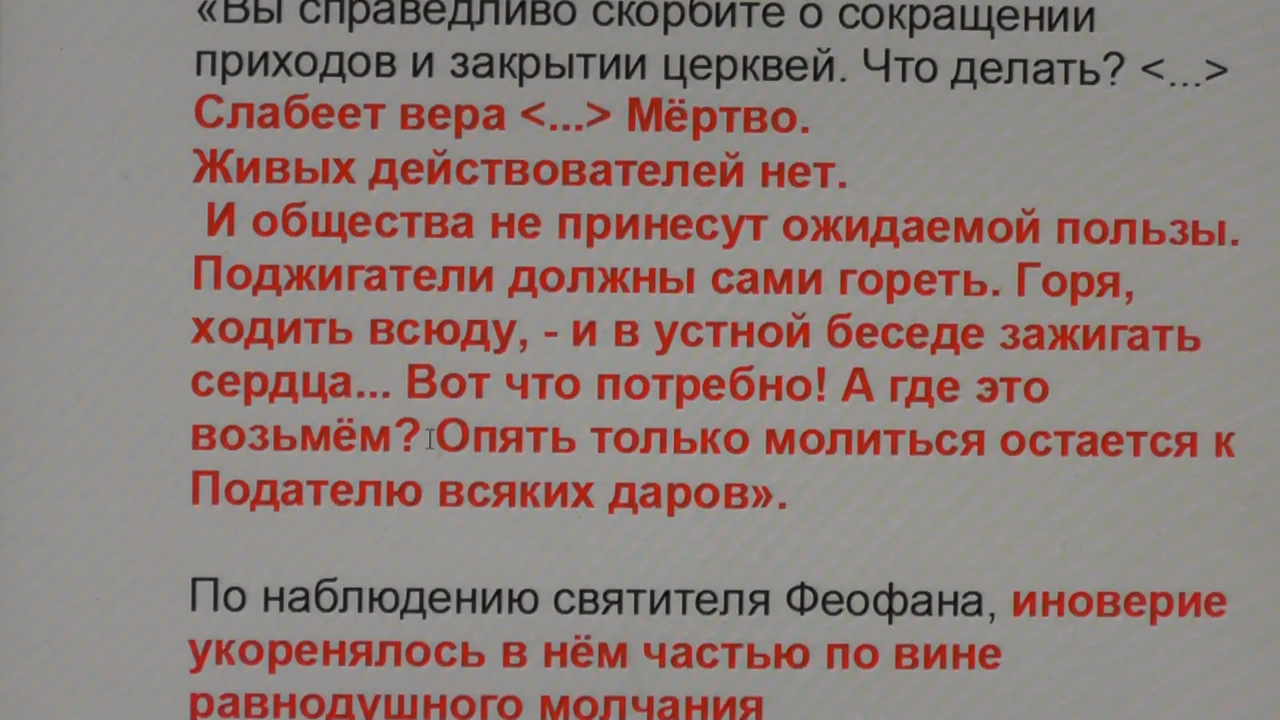 «Вы справедливо скорбите о сокращении
приходов и закрытии церквей. Что делать? <...>
Слабеет вера <...> Мёртво.
Живых действователей нет.
И общества не принесут ожидаемой пользы.
Поджигатели должны сами гореть. Горя,
ходить всюду, - и в устной беседе зажигать
сердца... Вот что потребно! А где это
возьмём? Опять только молиться остается к
Подателю всяких даров».
По наблюдению святителя Феофана, иноверие
укоренялось в нём частью по вине
равнодушного молчания